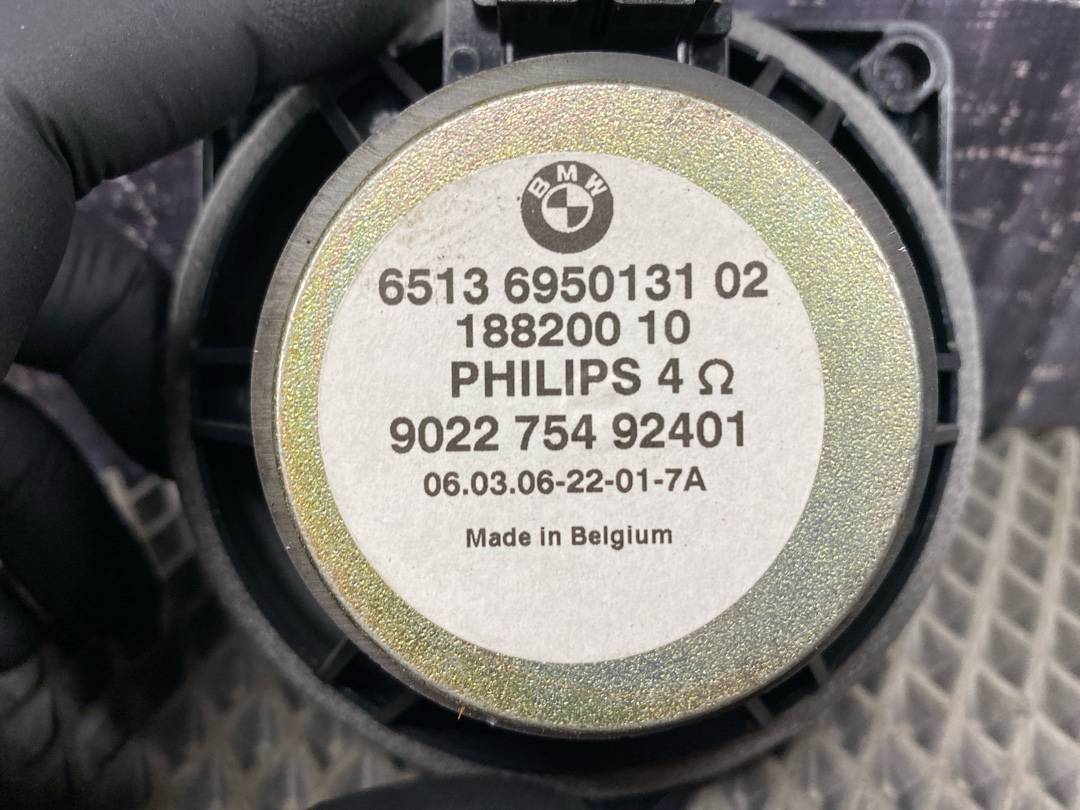 BMW
6513 6950131 02
188200 10
PHILIPS 4 Ω
9022 754 92401
06.03.06-22-01-7A
Made in Belgium